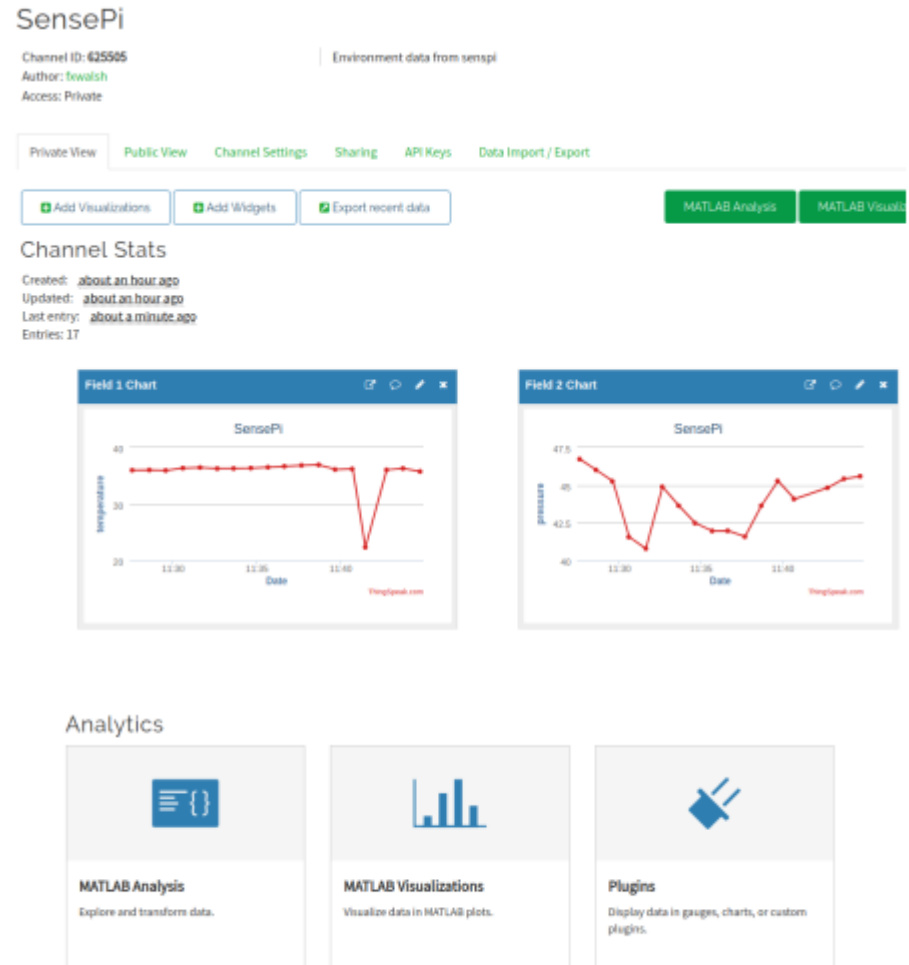 SensePi
Channel ID: 625505
Author: fxwalsh
Access: Private
Environment data from senspi
Private View Public View Channel Settings Sharing API Keys Data Import / Export
Add Visualizations Add Widgets Export recent data MATLAB Analysis MATLAB Visualiz
Channel Stats
Created: about an hour ago
Updated: about an hour ago
Last entry: about a minute ago
Entries: 17
Field 1 Chart
SensePi
40
30
20
temperature
11:30 11:35 11:40
Date
ThingSpeak.com
Field 2 Chart
SensePi
47.5
45
42.5
40
pressure
11:30 11:35 11:40
Date
ThingSpeak.com
Analytics
MATLAB Analysis
Explore and transform data.
MATLAB Visualizations
Visualize data in MATLAB plots.
Plugins
Display data in gauges, charts, or custom
plugins.